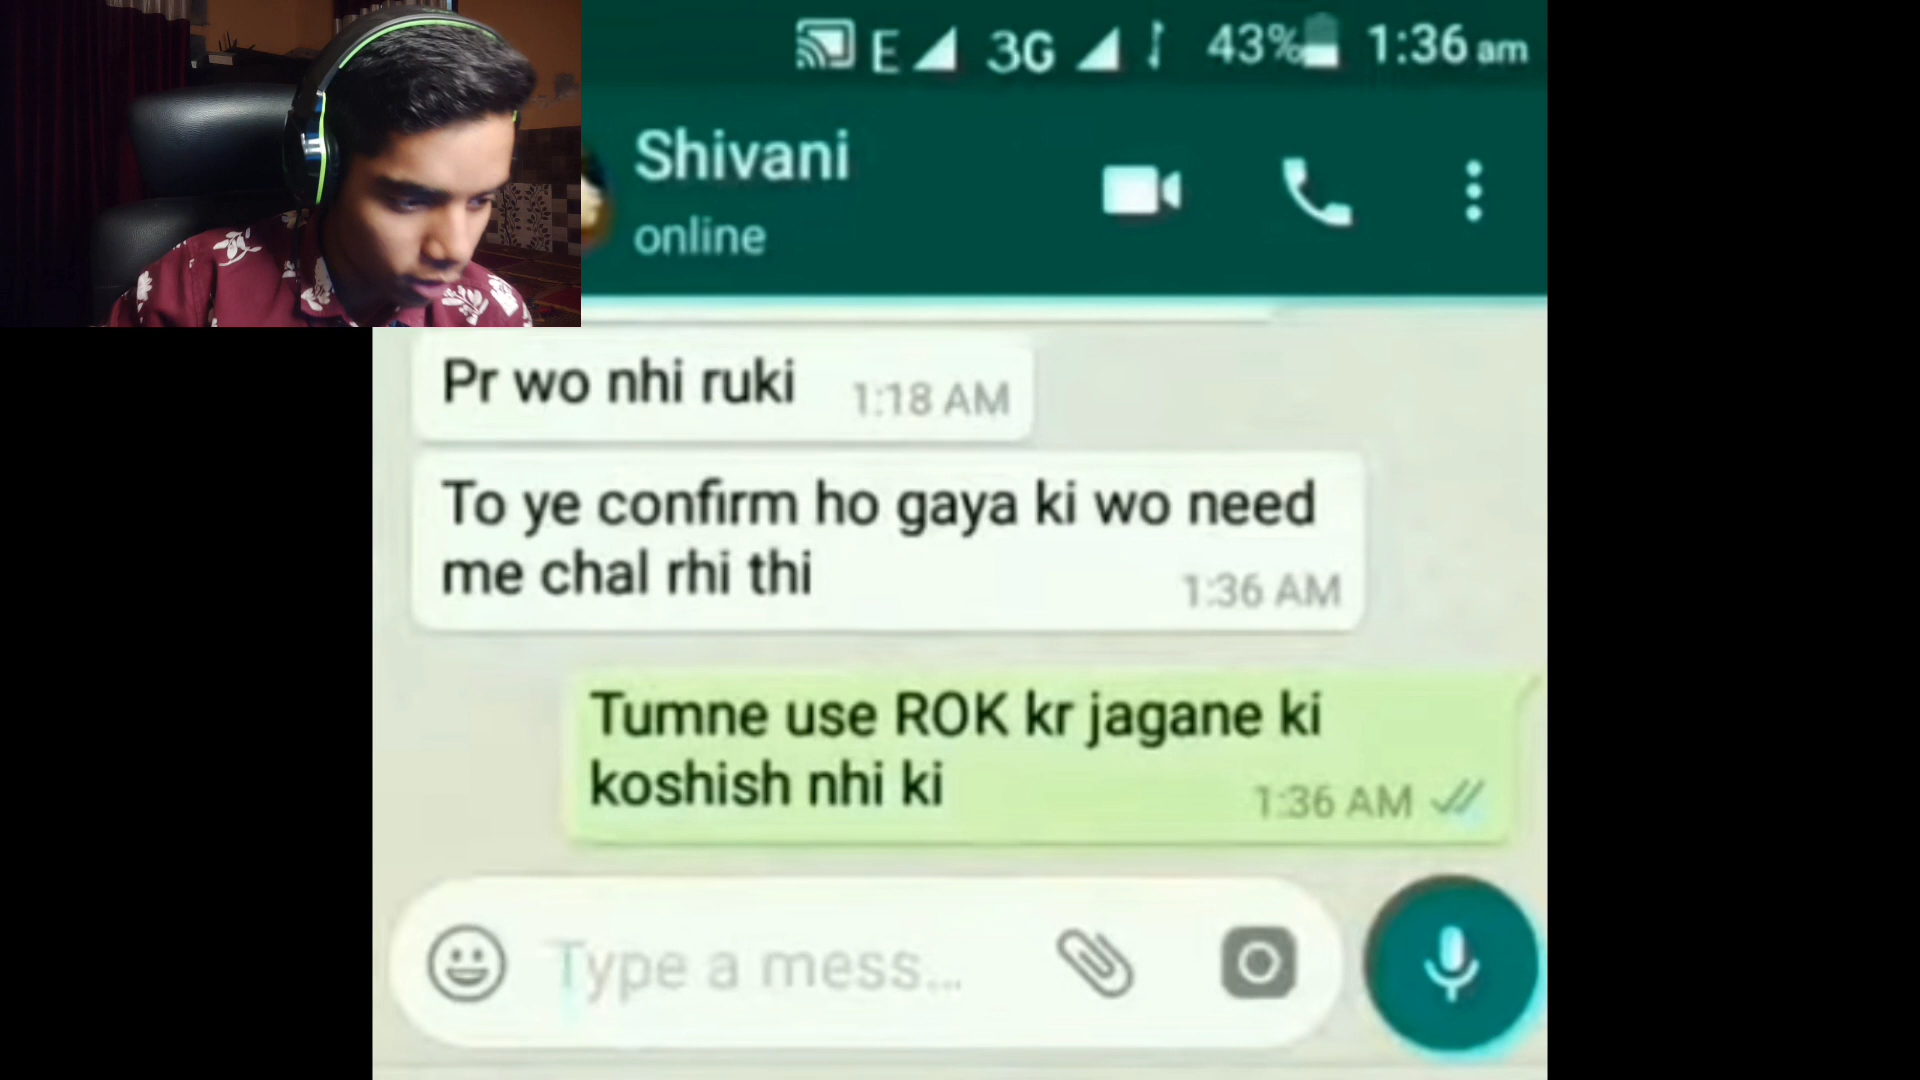 E 3G 43% 1:36 am
Shivani
online
Pr wo nhi ruki 1:18 AM
To ye confirm ho gaya ki wo need
me chal rhi thi 1:36 AM
Tumne use ROK kr jagane ki
koshish nhi ki 1:36 AM
Type a mess...